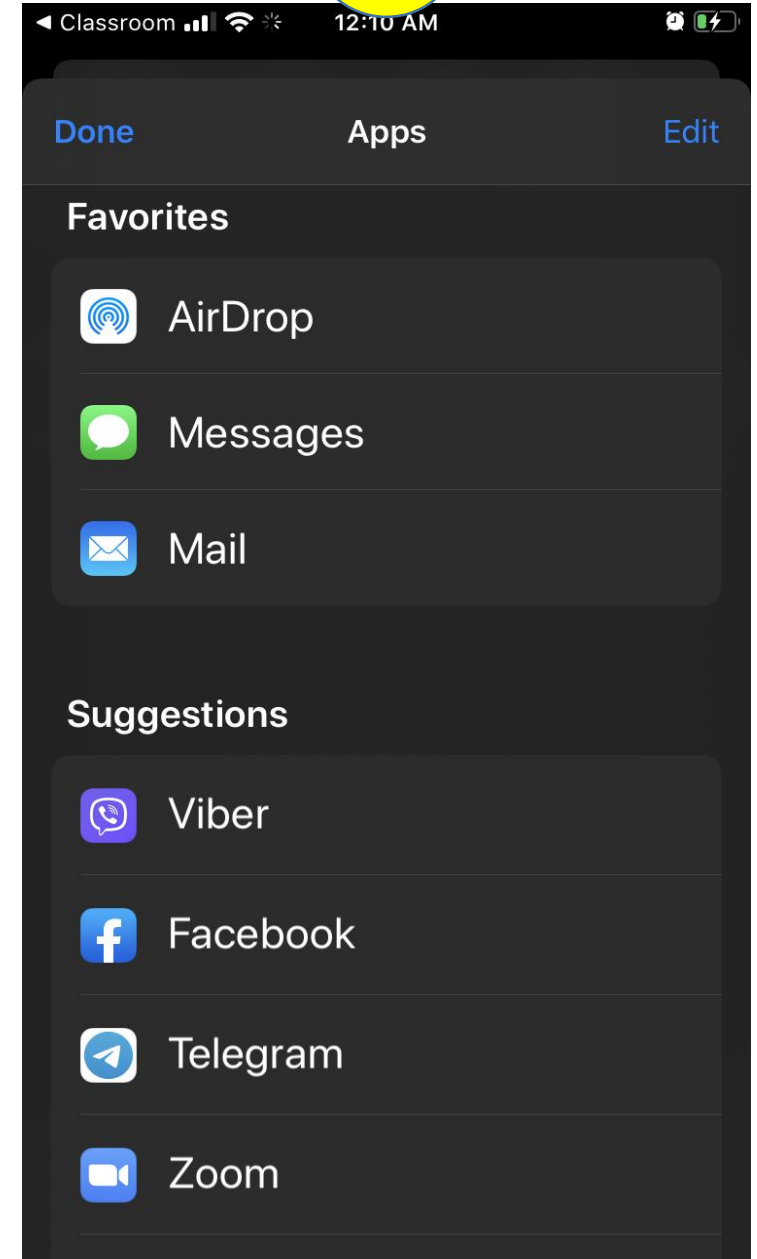 ◀ Classroom 12:10 AM
Done Apps Edit
Favorites
AirDrop
Messages
Mail
Suggestions
Viber
Facebook
Telegram
Zoom